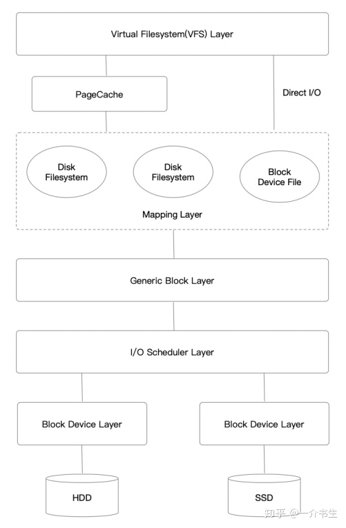 Virtual Filesystem(VFS) Layer
PageCache
Direct I/O
Disk
Filesystem
Disk
Filesystem
Block
Device File
Mapping Layer
Generic Block Layer
I/O Scheduler Layer
Block Device Layer
Block Device Layer
HDD
SSD
知乎 @一介书生